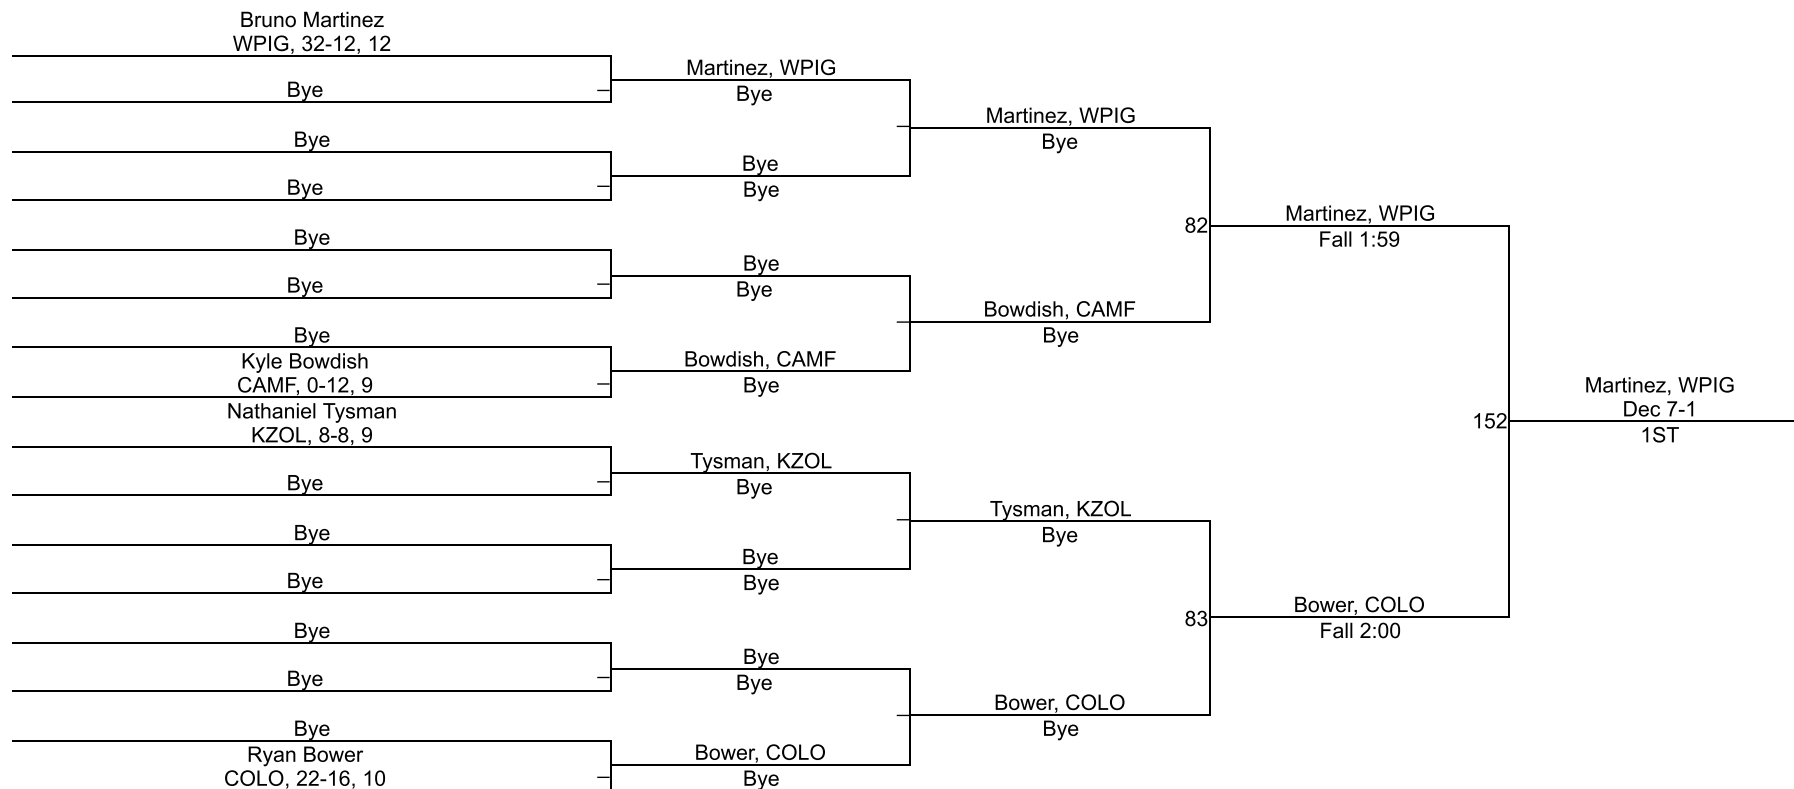 Bruno Martinez
WPIG, 32-12, 12
Bye
Bye
Bye
Bye
Bye
Bye
Kyle Bowdish
CAMF, 0-12, 9
Nathaniel Tysman
KZOL, 8-8, 9
Bye
Bye
Bye
Bye
Bye
Bye
Ryan Bower
COLO, 22-16, 10
Martinez, WPIG
Bye
Bye
Bye
Bye
Bye
Bowdish, CAMF
Bye
Tysman, KZOL
Bye
Bye
Bye
Bye
Bye
Bower, COLO
Bye
Martinez, WPIG
Bye
Bowdish, CAMF
Bye
Tysman, KZOL
Bye
Bower, COLO
Bye
82
Martinez, WPIG
Fall 1:59
83
Bower, COLO
Fall 2:00
152
Martinez, WPIG
Dec 7-1
1ST